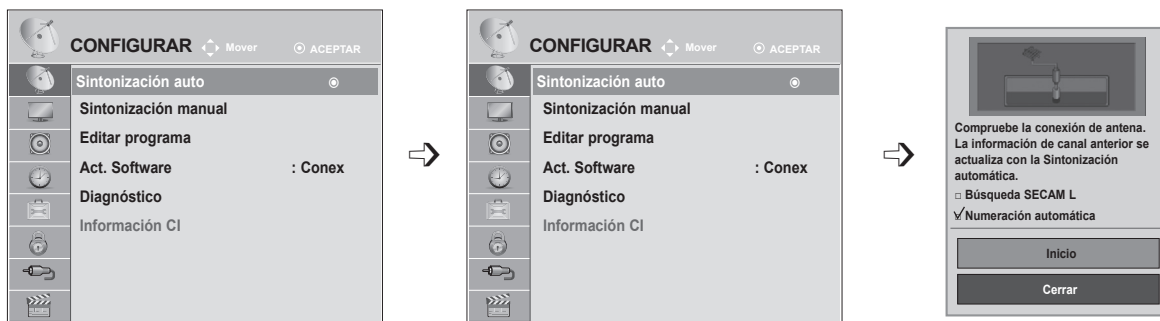 CONFIGURAR Mover ACEPTAR
Sintonización auto
Sintonización manual
Editar programa
Act. Software : Conex
Diagnóstico
Información CI
CONFIGURAR Mover ACEPTAR
Sintonización auto
Sintonización manual
Editar programa
Act. Software : Conex
Diagnóstico
Información CI
Compruebe la conexión de antena.
La información de canal anterior se
actualiza con la Sintonización
automática.
Búsqueda SECAM L
Numeración automática
Inicio
Cerrar